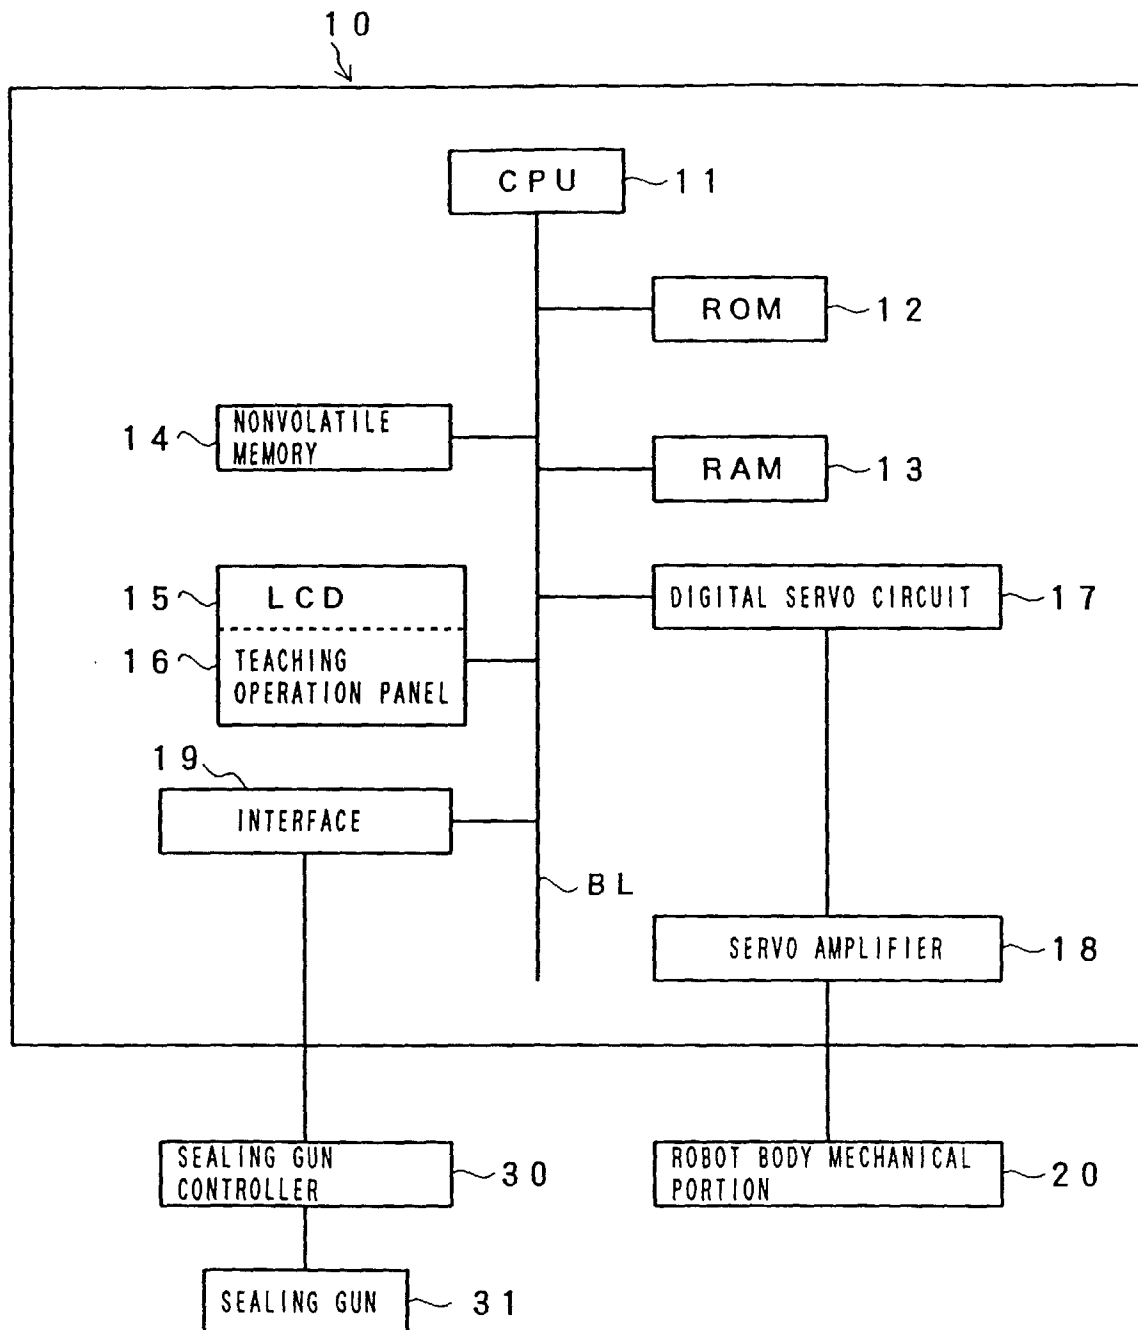 10
CPU 11
ROM 12
14 NONVOLATILE
MEMORY
RAM 13
15 LCD
16 TEACHING
OPERATION PANEL
DIGITAL SERVO CIRCUIT 17
19
INTERFACE
BL
SERVO AMPLIFIER 18
SEALING GUN
CONTROLLER 30
ROBOT BODY MECHANICAL
PORTION 20
SEALING GUN 31